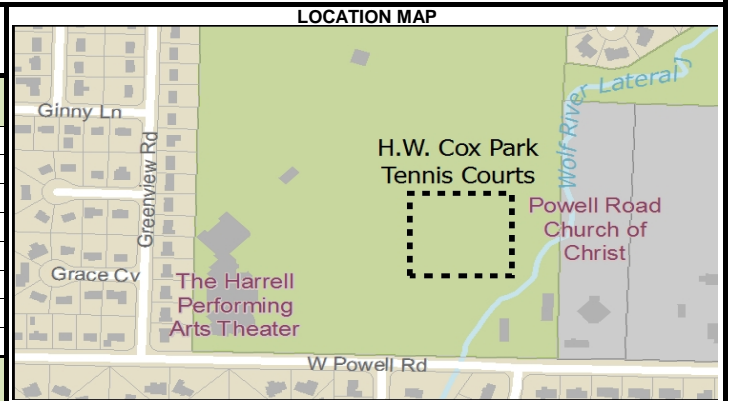 LOCATION MAP
Ginny Ln
Greenview Rd
Grace Cv
The Harrell
Performing
Arts Theater
H.W. Cox Park
Tennis Courts
Wolf River Lateral J
Powell Road
Church of
Christ
W Powell Rd